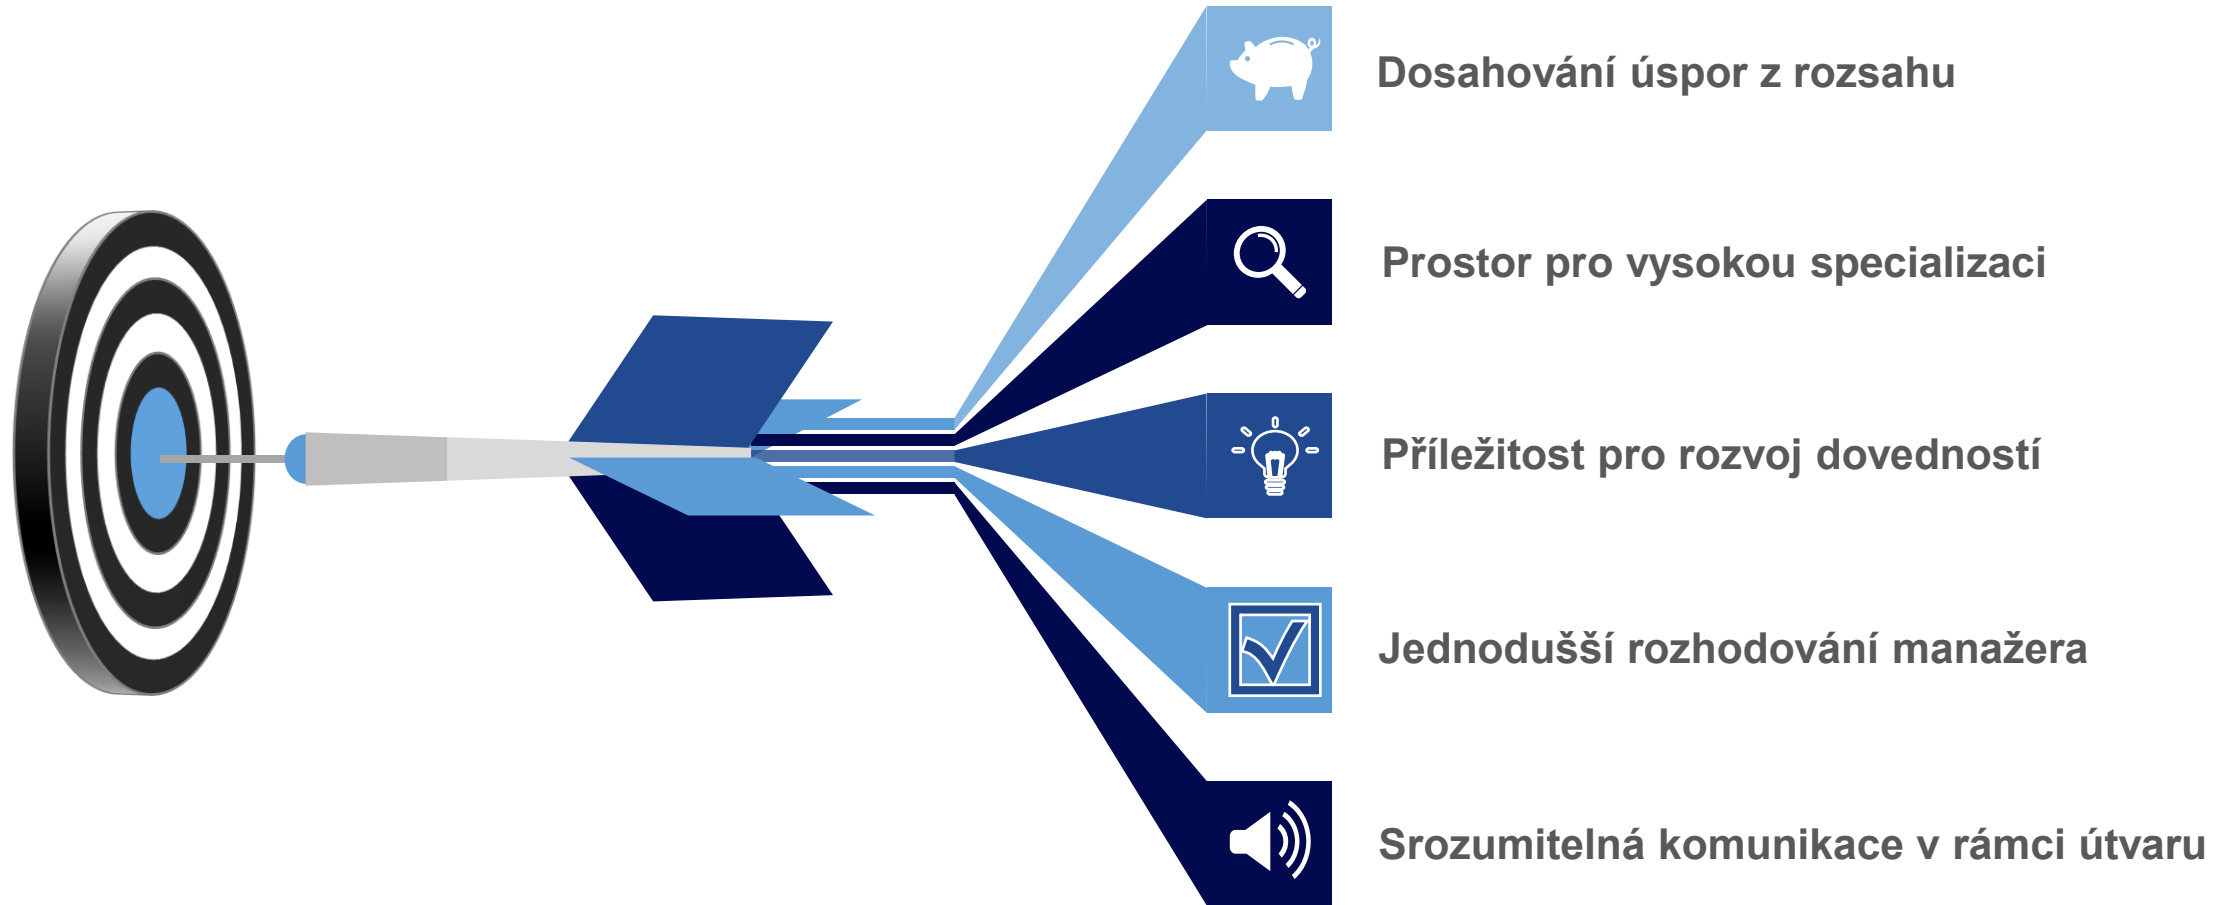 Dosahování úspor z rozsahu
Prostor pro vysokou specializaci
Příležitost pro rozvoj dovedností
Jednodušší rozhodování manažera
Srozumitelná komunikace v rámci útvaru